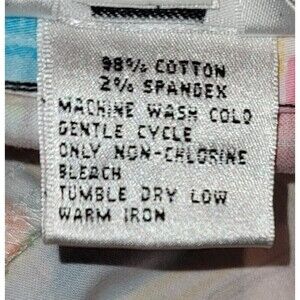 98% COTTON
2% SPANDEX
MACHINE WASH COLD
GENTLE CYCLE
ONLY NON-CHLORINE
BLEACH
TUMBLE DRY LOW
WARM IRON